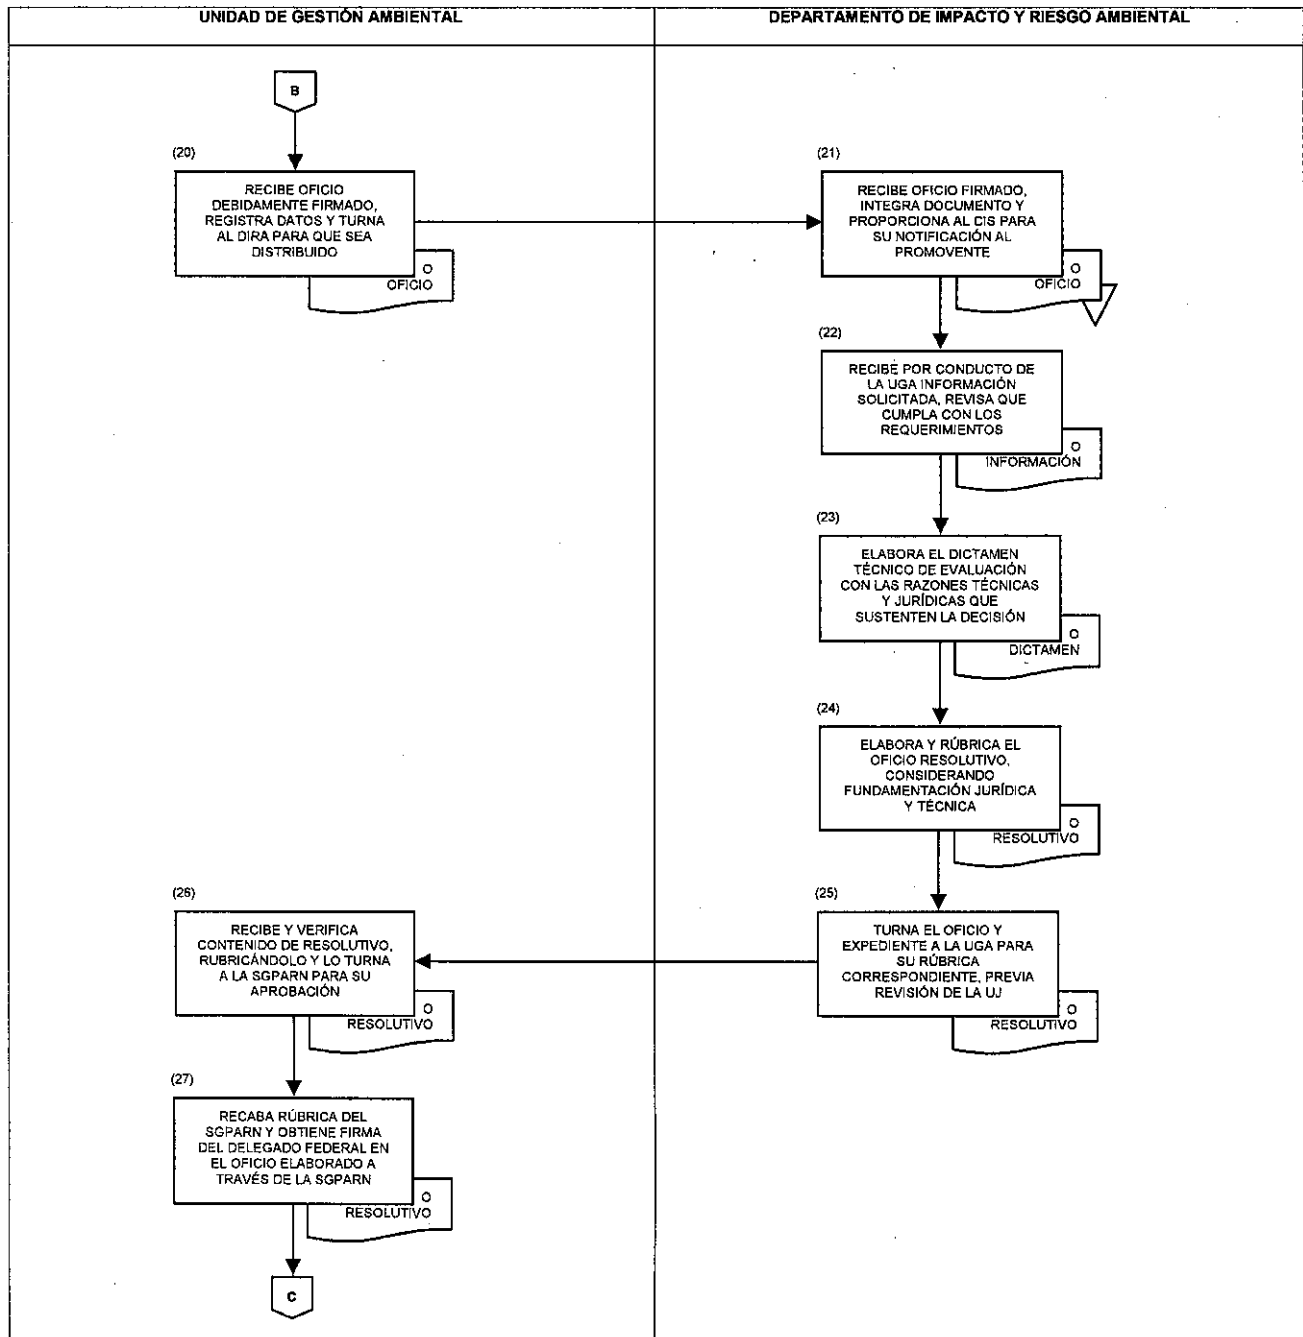 UNIDAD DE GESTIÓN AMBIENTAL
DEPARTAMENTO DE IMPACTO Y RIESGO AMBIENTAL
B
(20)
RECIBE OFICIO
DEBIDAMENTE FIRMADO,
REGISTRA DATOS Y TURNA
AL DIRA PARA QUE SEA
DISTRIBUIDO
O
OFICIO
(21)
RECIBE OFICIO FIRMADO,
INTEGRA DOCUMENTO Y
PROPORCIONA AL CIS PARA
SU NOTIFICACIÓN AL
PROMOVENTE
O
OFICIO
(22)
RECIBE POR CONDUCTO DE
LA UGA INFORMACIÓN
SOLICITADA, REVISA QUE
CUMPLA CON LOS
REQUERIMIENTOS
O
INFORMACIÓN
(23)
ELABORA EL DICTAMEN
TÉCNICO DE EVALUACIÓN
CON LAS RAZONES TÉCNICAS
Y JURÍDICAS QUE
SUSTENTEN LA DECISIÓN
O
DICTAMEN
(24)
ELABORA Y RÚBRICA EL
OFICIO RESOLUTIVO,
CONSIDERANDO
FUNDAMENTACIÓN JURÍDICA
Y TÉCNICA
O
RESOLUTIVO
(25)
TURNA EL OFICIO Y
EXPEDIENTE A LA UGA PARA
SU RÚBRICA
CORRESPONDIENTE, PREVIA
REVISIÓN DE LA UJ
O
RESOLUTIVO
(26)
RECIBE Y VERIFICA
CONTENIDO DE RESOLUTIVO,
RUBRICÁNDOLO Y LO TURNA
A LA SGPARN PARA SU
APROBACIÓN
O
RESOLUTIVO
(27)
RECABA RÚBRICA DEL
SGPARN Y OBTIENE FIRMA
DEL DELEGADO FEDERAL EN
EL OFICIO ELABORADO A
TRAVÉS DE LA SGPARN
O
RESOLUTIVO
C